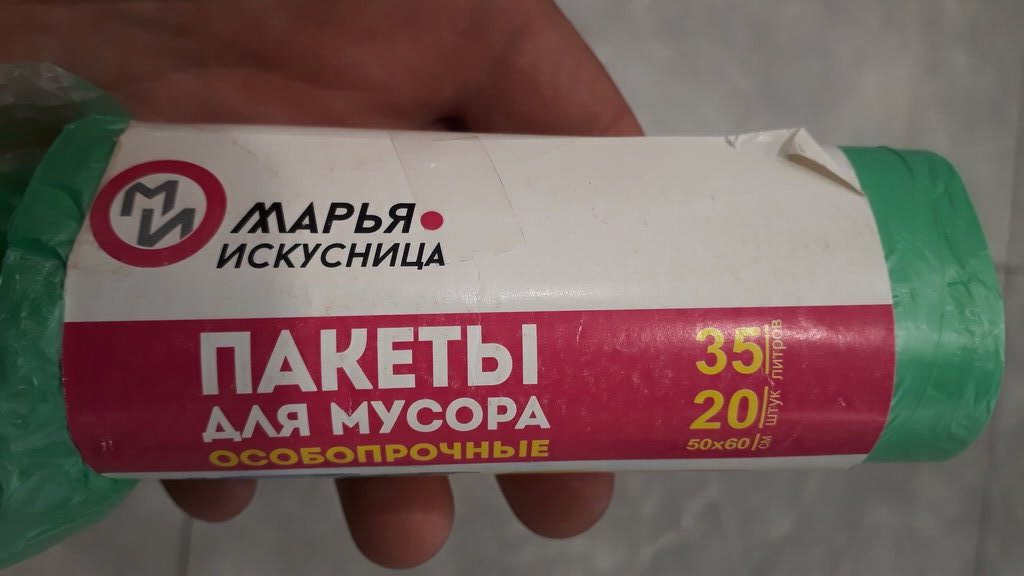 МИ
МАРЬЯ
ИСКУСНИЦА
ПАКЕТЫ
ДЛЯ МУСОРА
ОСОБОПРОЧНЫЕ
35 литров
20 штук
50x60 см